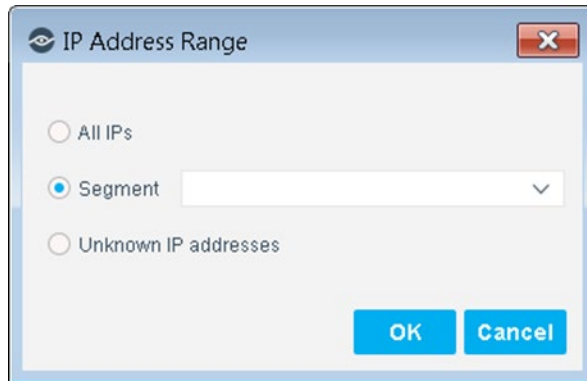 IP Address Range
All IPs
Segment
Unknown IP addresses
OK Cancel